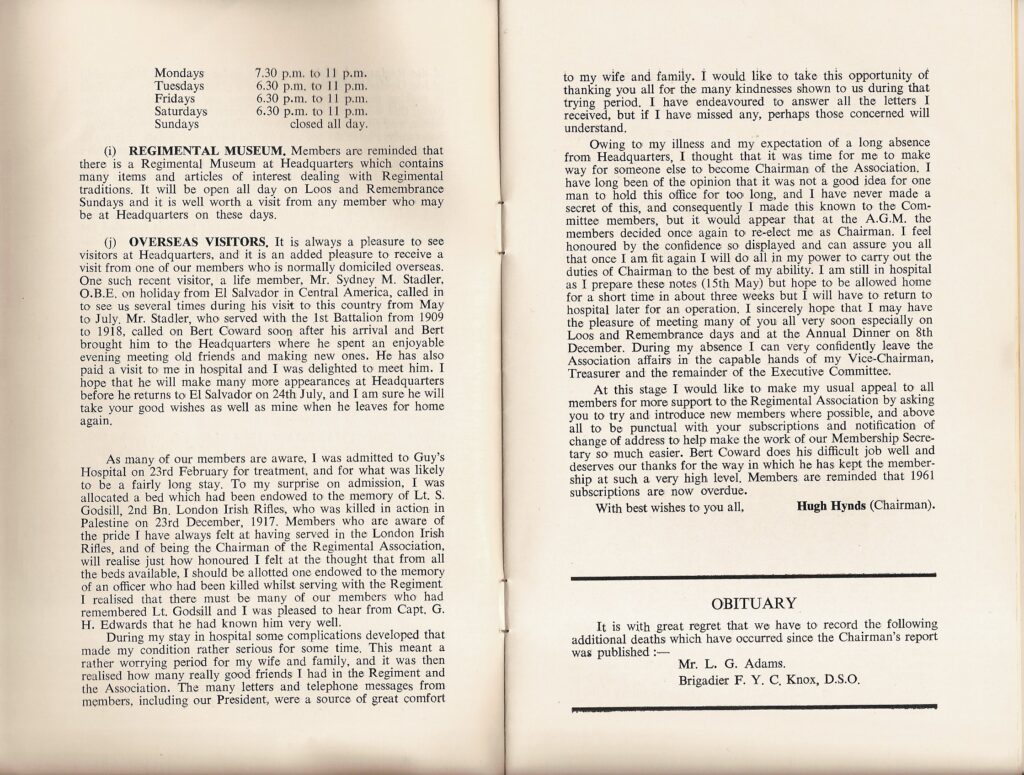 Mondays 7.30 p.m. to 11 p.m.
Tuesdays 6.30 p.m. to 11 p.m.
Fridays 6.30 p.m. to 11 p.m.
Saturdays 6.30 p.m. to 11 p.m.
Sundays closed all day.
(i) REGIMENTAL MUSEUM. Members are reminded that
there is a Regimental Museum at Headquarters which contains
many items and articles of interest dealing with Regimental
traditions. It will be open all day on Loos and Remembrance
Sundays and it is well worth a visit from any member who may
be at Headquarters on these days.
(j) OVERSEAS VISITORS. It is always a pleasure to see
visitors at Headquarters, and it is an added pleasure to receive a
visit from one of our members who is normally domiciled overseas.
One such recent visitor, a life member, Mr. Sydney M. Stadler,
O.B.E. on holiday from El Salvador in Central America, called in
to see us several times during his visit to this country from May
to July. Mr. Stadler, who served with the 1st Battalion from 1909
to 1918, called on Bert Coward soon after his arrival and Bert
brought him to the Headquarters where he spent an enjoyable
evening meeting old friends and making new ones. He has also
paid a visit to me in hospital and I was delighted to meet him. I
hope that he will make many more appearances at Headquarters
before he returns to El Salvador on 24th July, and I am sure he will
take your good wishes as well as mine when he leaves for home
again.
As many of our members are aware, I was admitted to Guy's
Hospital on 23rd February for treatment, and for what was likely
to be a fairly long stay. To my surprise on admission, I was
allocated a bed which had been endowed to the memory of Lt. S.
Godsill, 2nd Bn. London Irish Rifles, who was killed in action in
Palestine on 23rd December, 1917. Members who are aware of
the pride I have always felt at having served in the London Irish
Rifles, and of being the Chairman of the Regimental Association,
will realise just how honoured I felt at the thought that from all
the beds available, I should be allotted one endowed to the memory
of an officer who had been killed whilst serving with the Regiment.
I realised that there must be many of our members who had
remembered Lt. Godsill and I was pleased to hear from Capt. G.
H. Edwards that he had known him very well.
During my stay in hospital some complications developed that
made my condition rather serious for some time. This meant a
rather worrying period for my wife and family, and it was then
realised how many really good friends I had in the Regiment and
the Association. The many letters and telephone messages from
members, including our President, were a source of great comfort
to my wife and family. I would like to take this opportunity of
thanking you all for the many kindnesses shown to us during that
trying period. I have endeavoured to answer all the letters I
received, but if I have missed any, perhaps those concerned will
understand.
Owing to my illness and my expectation of a long absence
from Headquarters, I thought that it was time for me to make
way for someone else to become Chairman of the Association. I
have long been of the opinion that it was not a good idea for one
man to hold this office for too long, and I have never made a
secret of this, and consequently I made this known to the Com-
mittee members, but it would appear that at the A.G.M. the
members decided once again to re-elect me as Chairman. I feel
honoured by the confidence so displayed and can assure you all
that once I am fit again I will do all in my power to carry out the
duties of Chairman to the best of my ability. I am still in hospital
as I prepare these notes (15th May) but hope to be allowed home
for a short time in about three weeks but I will have to return to
hospital later for an operation. I sincerely hope that I may have
the pleasure of meeting many of you all very soon especially on
Loos and Remembrance days and at the Annual Dinner on 8th
December. During my absence I can very confidently leave the
Association affairs in the capable hands of my Vice-Chairman,
Treasurer and the remainder of the Executive Committee.
At this stage I would like to make my usual appeal to all
members for more support to the Regimental Association by asking
you to try and introduce new members where possible, and above
all to be punctual with your subscriptions and notification of
change of address to help make the work of our Membership Secre-
tary so much easier. Bert Coward does his difficult job well and
deserves our thanks for the way in which he has kept the member-
ship at such a very high level. Members are reminded that 1961
subscriptions are now overdue.
With best wishes to you all, Hugh Hynds (Chairman).
OBITUARY
It is with great regret that we have to record the following
additional deaths which have occurred since the Chairman's report
was published :—
Mr. L. G. Adams.
Brigadier F. Y. C. Knox, D.S.O.